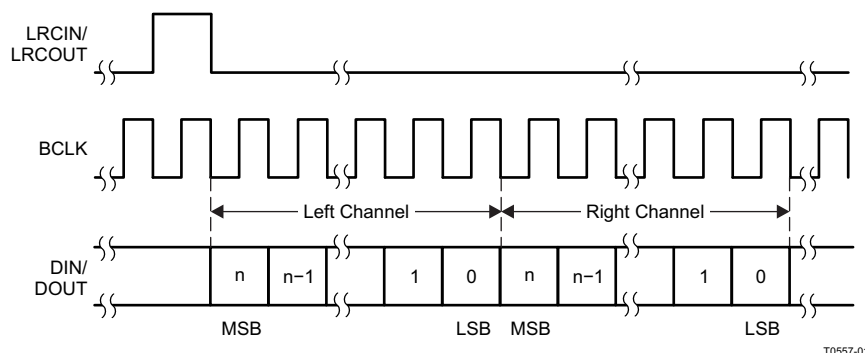 LRCIN/
LRCOUT
BCLK
Left Channel
Right Channel
DIN/
DOUT
n n−1 1 0 n n−1 1 0
MSB LSB MSB LSB